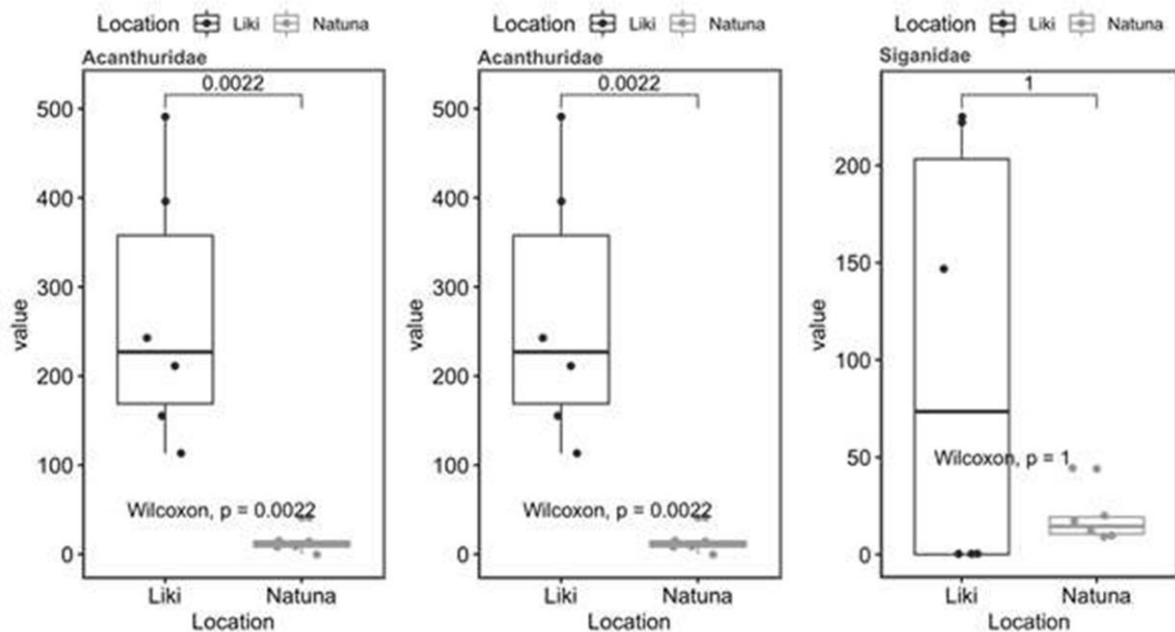 Location Liki Natuna
Acanthuridae
0.0022
500
400
300
200
100
0
value
Wilcoxon, p = 0.0022
Liki Natuna
Location
Location Liki Natuna
Acanthuridae
0.0022
500
400
300
200
100
0
value
Wilcoxon, p = 0.0022
Liki Natuna
Location
Location Liki Natuna
Siganidae
1
200
150
100
50
0
value
Wilcoxon, p = 1
Liki Natuna
Location